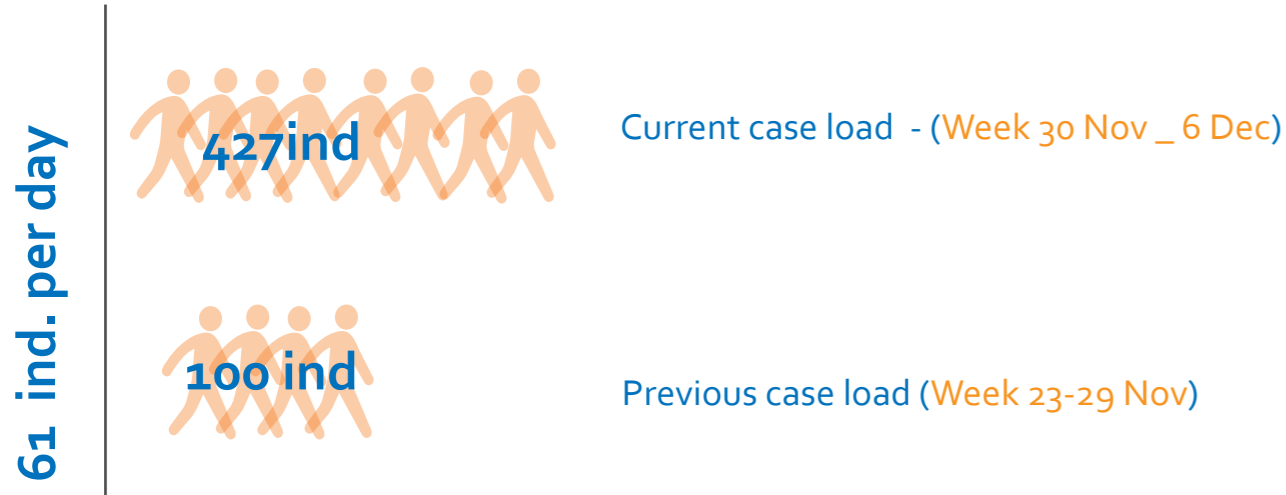 61 ind. per day
427ind
Current case load - (Week 30 Nov _ 6 Dec)
100 ind
Previous case load (Week 23-29 Nov)